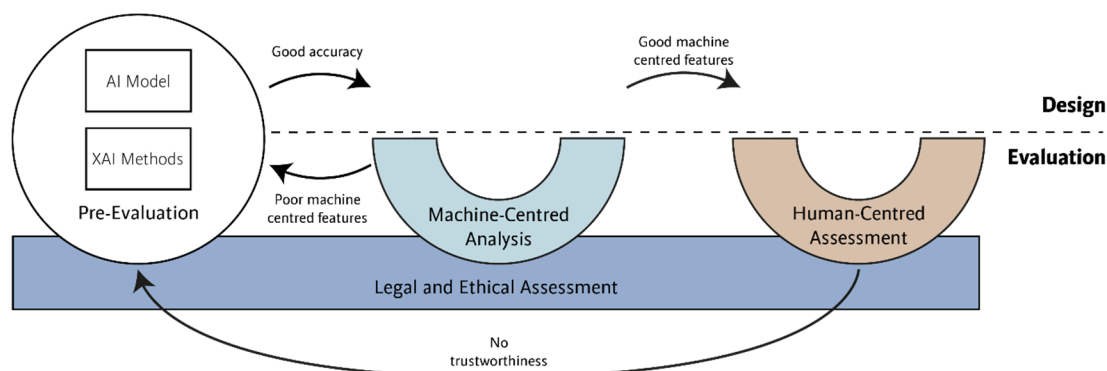 AI Model
XAI Methods
Pre-Evaluation
Good accuracy
Poor machine
centred features
Machine-Centred
Analysis
Good machine
centred features
Human-Centred
Assessment
Design
Evaluation
Legal and Ethical Assessment
No
trustworthiness